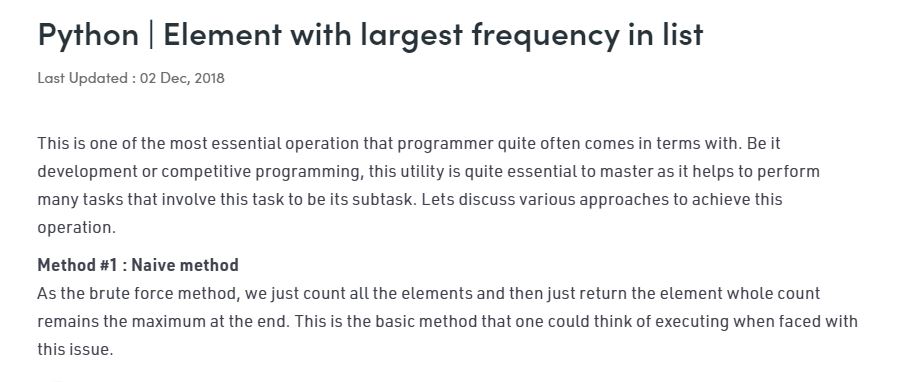 Python | Element with largest frequency in list
Last Updated : 02 Dec, 2018
This is one of the most essential operation that programmer quite often comes in terms with. Be it
development or competitive programming, this utility is quite essential to master as it helps to perform
many tasks that involve this task to be its subtask. Lets discuss various approaches to achieve this
operation.
Method #1 : Naive method
As the brute force method, we just count all the elements and then just return the element whole count
remains the maximum at the end. This is the basic method that one could think of executing when faced with
this issue.